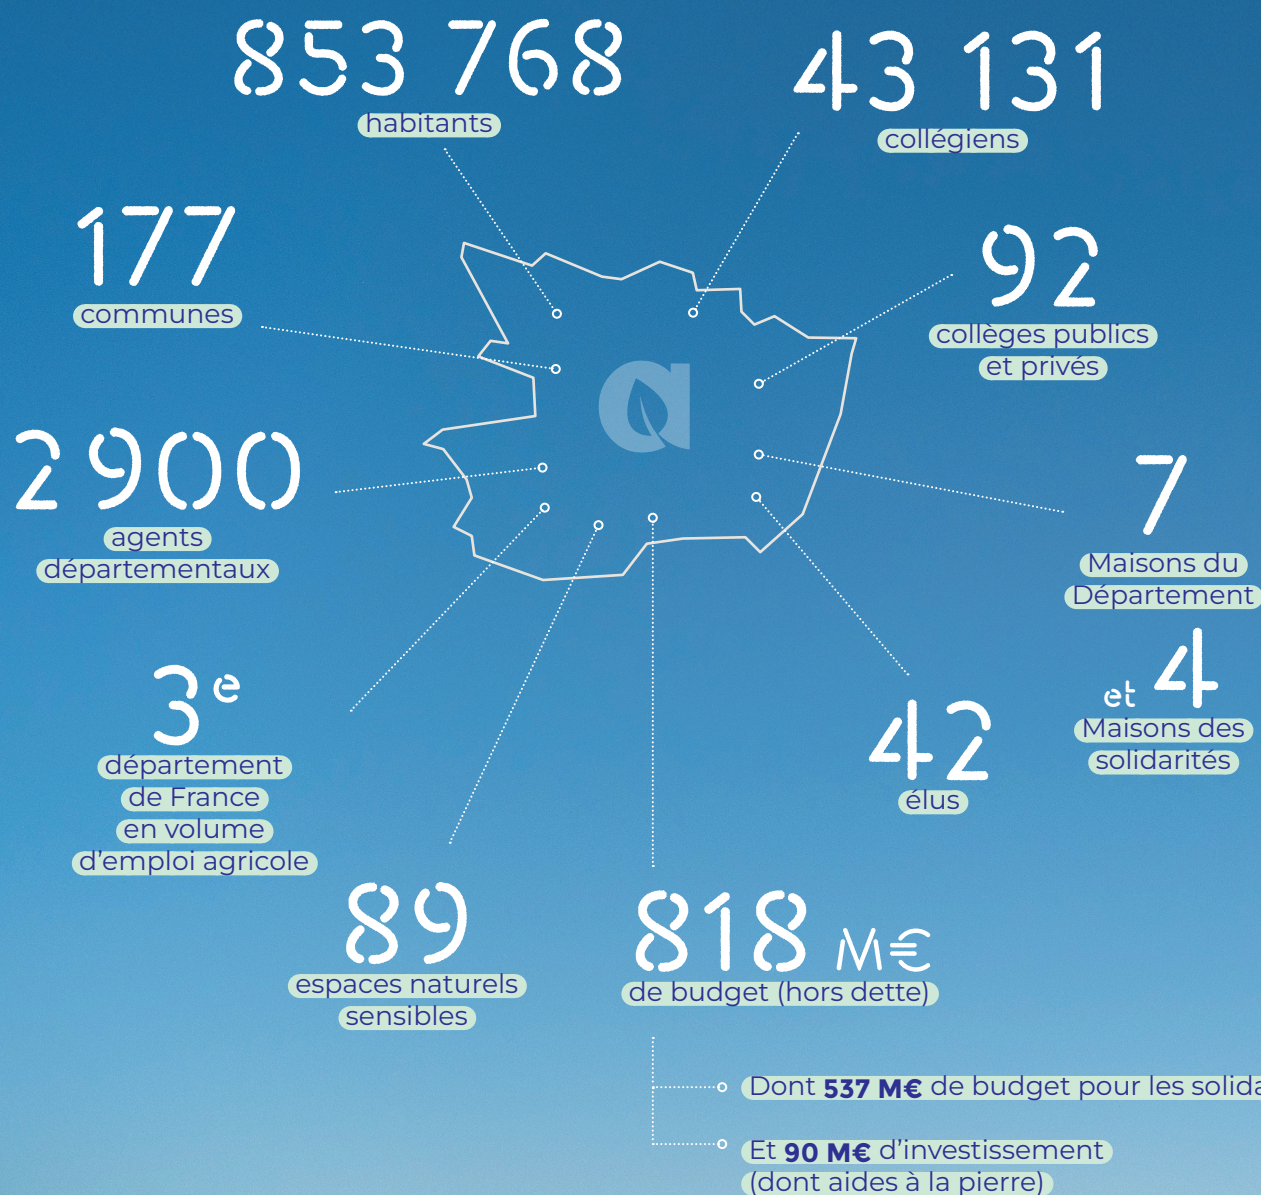 853 768
habitants
43 131
collégiens
177
communes
92
collèges publics
et privés
2 900
agents
départementaux
7
Maisons du
Département
et 4
Maisons des
solidarités
3e
département
de France
en volume
d'emploi agricole
42
élus
89
espaces naturels
sensibles
818 M€
de budget (hors dette)
Dont 537 M€ de budget pour les
Et 90 M€ d'investissement
(dont aides à la pierre)